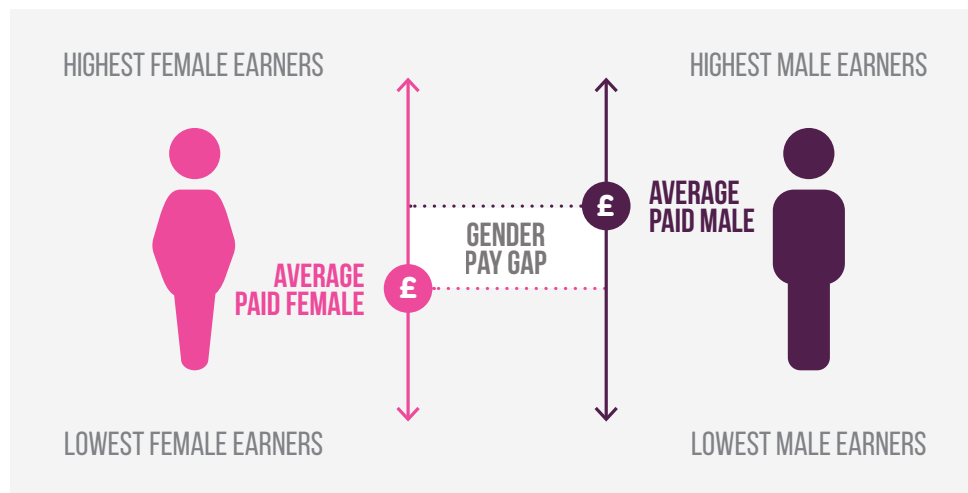 HIGHEST FEMALE EARNERS
HIGHEST MALE EARNERS
£
AVERAGE
PAID MALE
GENDER
PAY GAP
AVERAGE
PAID FEMALE
£
LOWEST FEMALE EARNERS
LOWEST MALE EARNERS